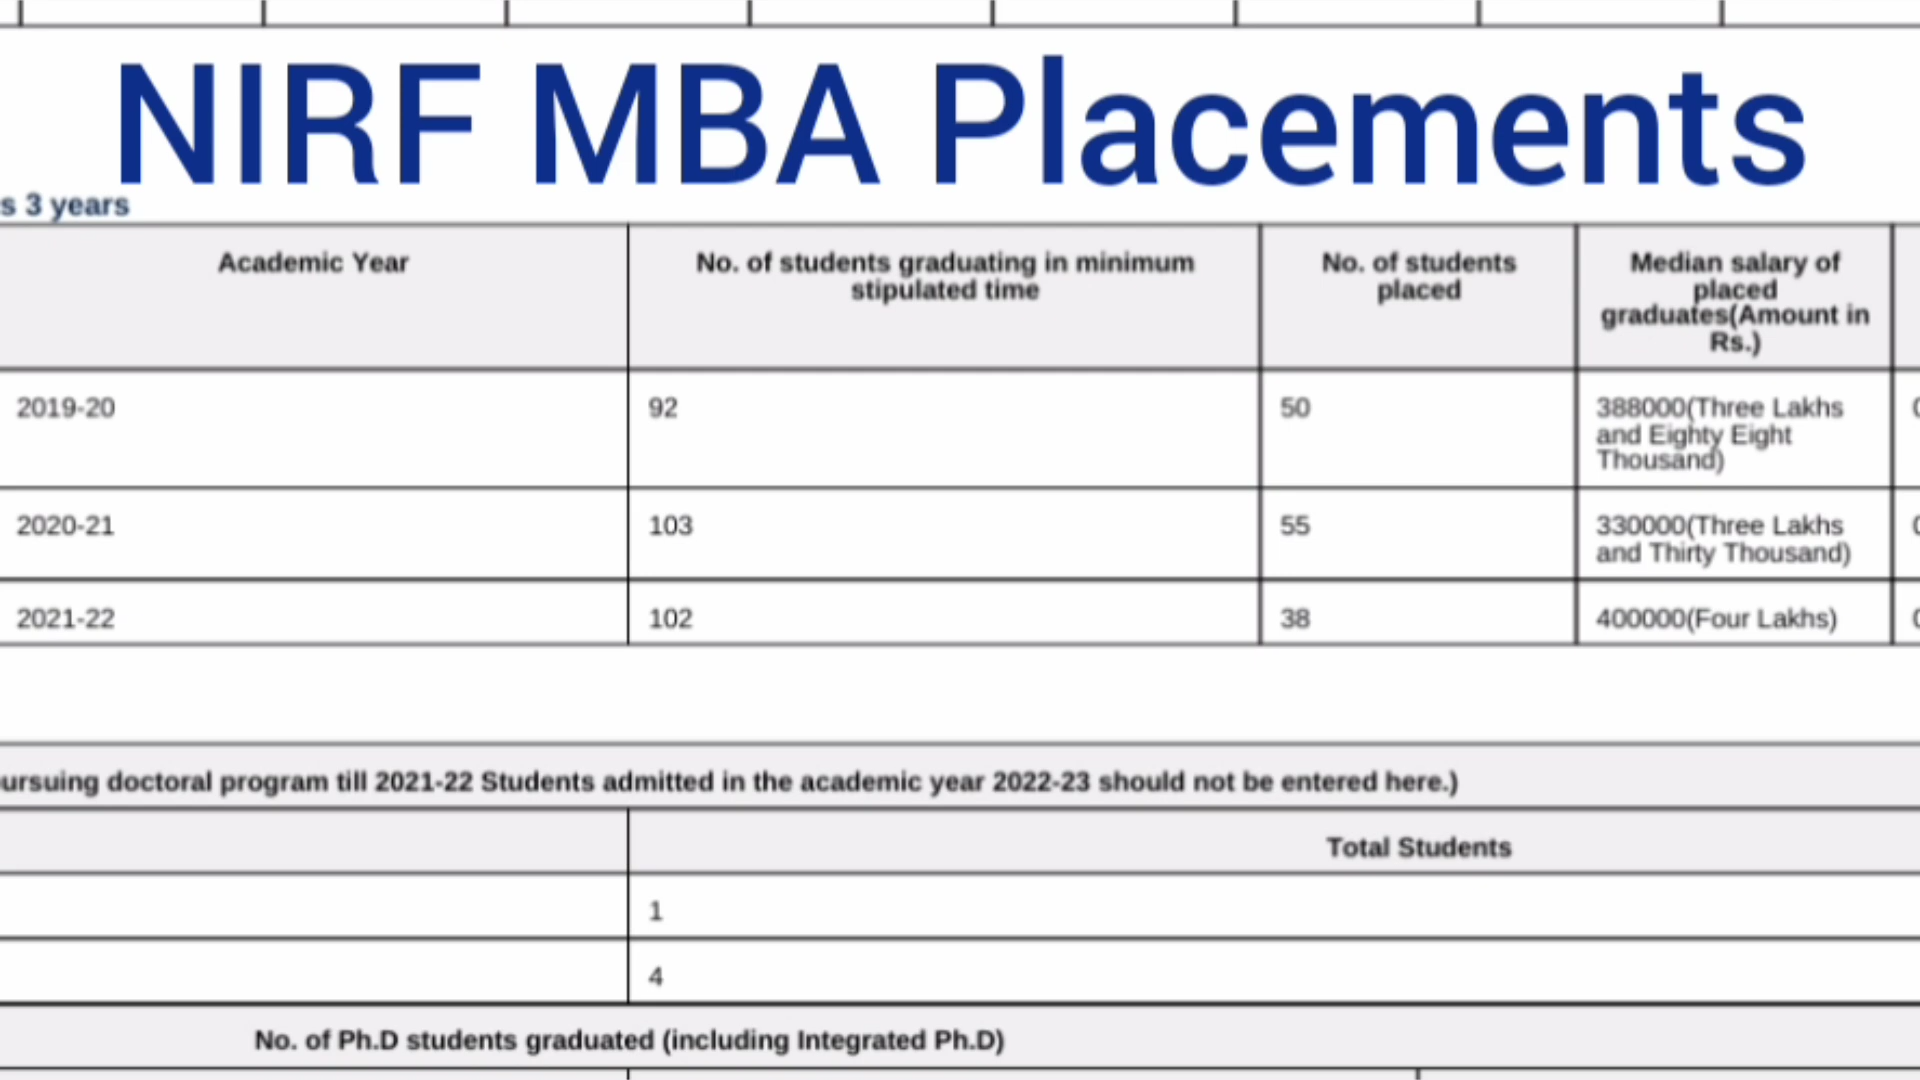 NIRF MBA Placements
s 3 years
Academic Year
No. of students graduating in minimum
stipulated time
No. of students
placed
Median salary of
placed
graduates(Amount in
Rs.)
2019-20
92
50
388000(Three Lakhs
and Eighty Eight
Thousand)
2020-21
103
55
330000(Three Lakhs
and Thirty Thousand)
2021-22
102
38
400000(Four Lakhs)
ursuing doctoral program till 2021-22 Students admitted in the academic year 2022-23 should not be entered here.)
Total Students
1
4
No. of Ph.D students graduated (including Integrated Ph.D)